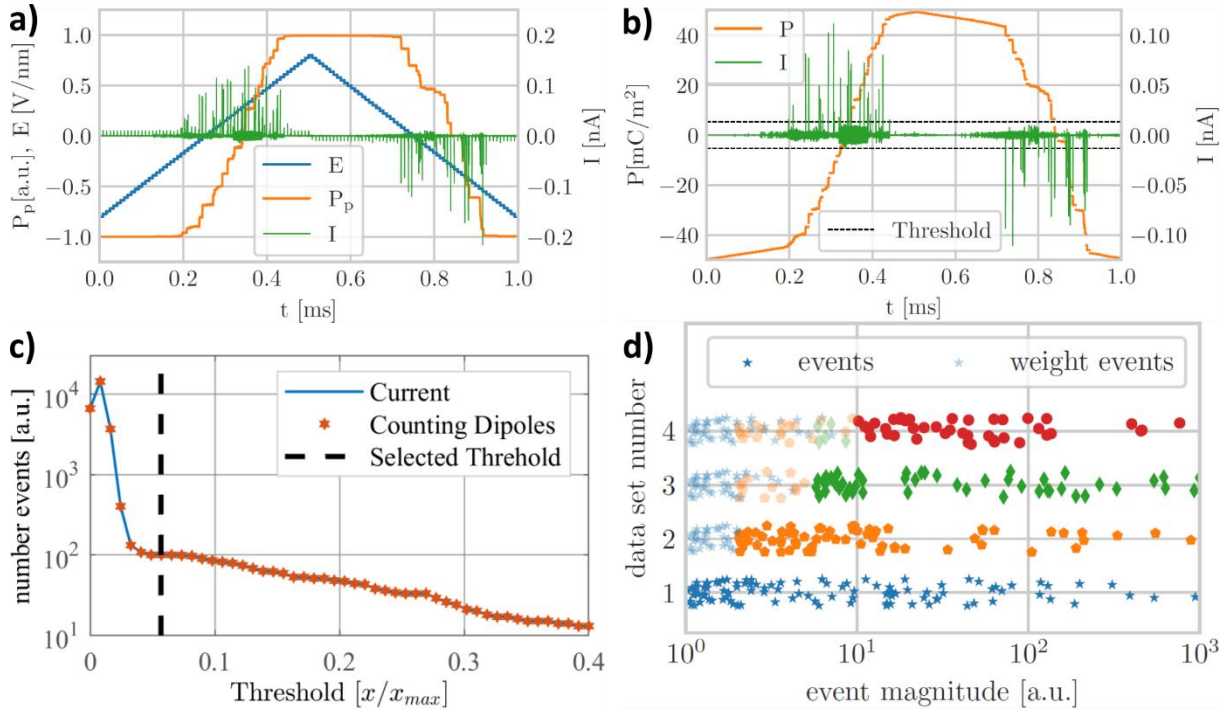 a)
P_p[a.u.], E [V/nm]
1.0
0.5
0.0
−0.5
−1.0
0.2
0.1
0.0
−0.1
−0.2
I [nA]
E
P_p
I
0.0 0.2 0.4 0.6 0.8 1.0
t [ms]
b)
P[mC/m²]
40
20
0
−20
−40
0.10
0.05
0.00
−0.05
−0.10
I [nA]
P
I
Threshold
0.0 0.2 0.4 0.6 0.8 1.0
t [ms]
c)
number events [a.u.]
10⁴
10³
10²
10¹
Current
Counting Dipoles
Selected Threhold
0 0.1 0.2 0.3 0.4
Threshold [x/x_max]
d)
data set number
events weight events
4
3
2
1
10⁰ 10¹ 10² 10³
event magnitude [a.u.]